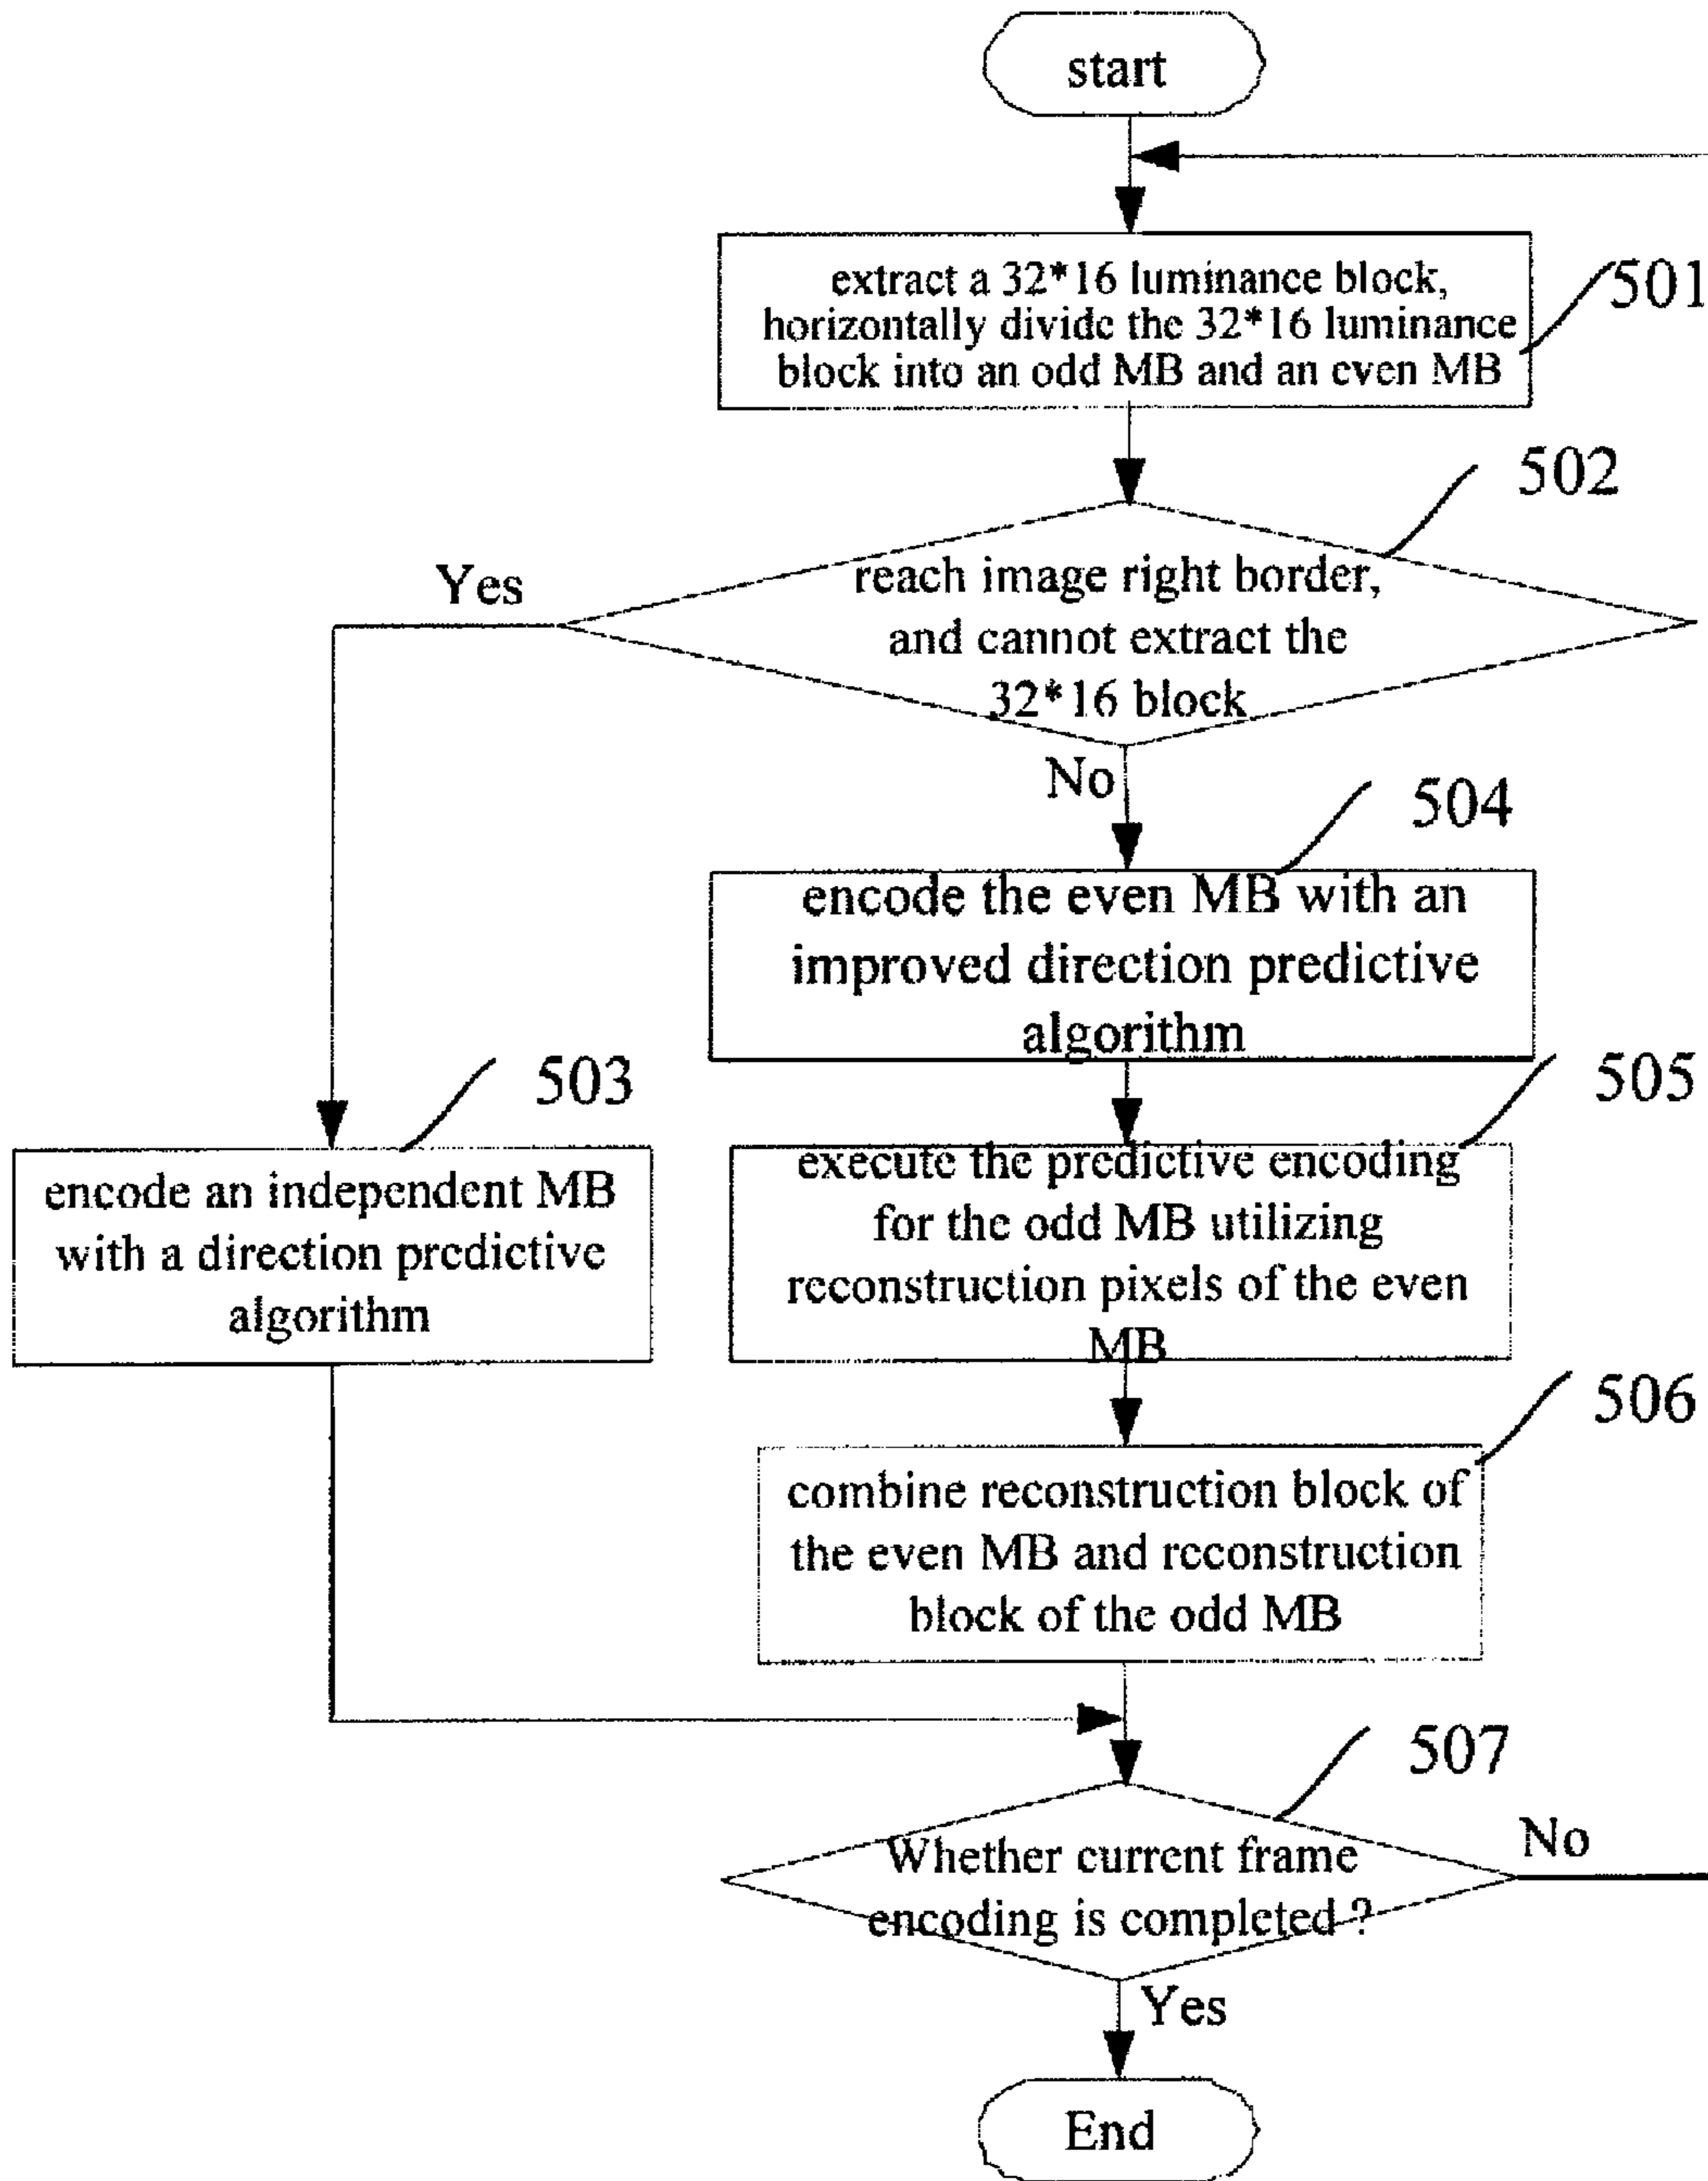 start
extract a 32*16 luminance block,
horizontally divide the 32*16 luminance
block into an odd MB and an even MB
501
502
Yes
reach image right border,
and cannot extract the
32*16 block
No
504
encode the even MB with an
improved direction predictive
algorithm
503
505
encode an independent MB
with a direction predictive
algorithm
execute the predictive encoding
for the odd MB utilizing
reconstruction pixels of the even
MB
506
combine reconstruction block of
the even MB and reconstruction
block of the odd MB
507
Whether current frame
encoding is completed ?
No
Yes
End